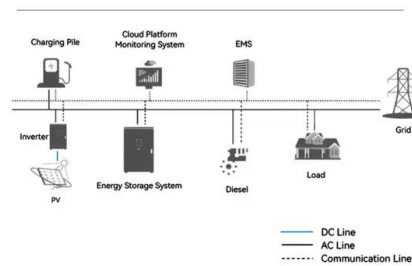 Charging Pile
Cloud Platform
Monitoring System
EMS
Grid
Inverter
PV
Energy Storage System
Diesel
Load
DC Line
AC Line
Communication Line